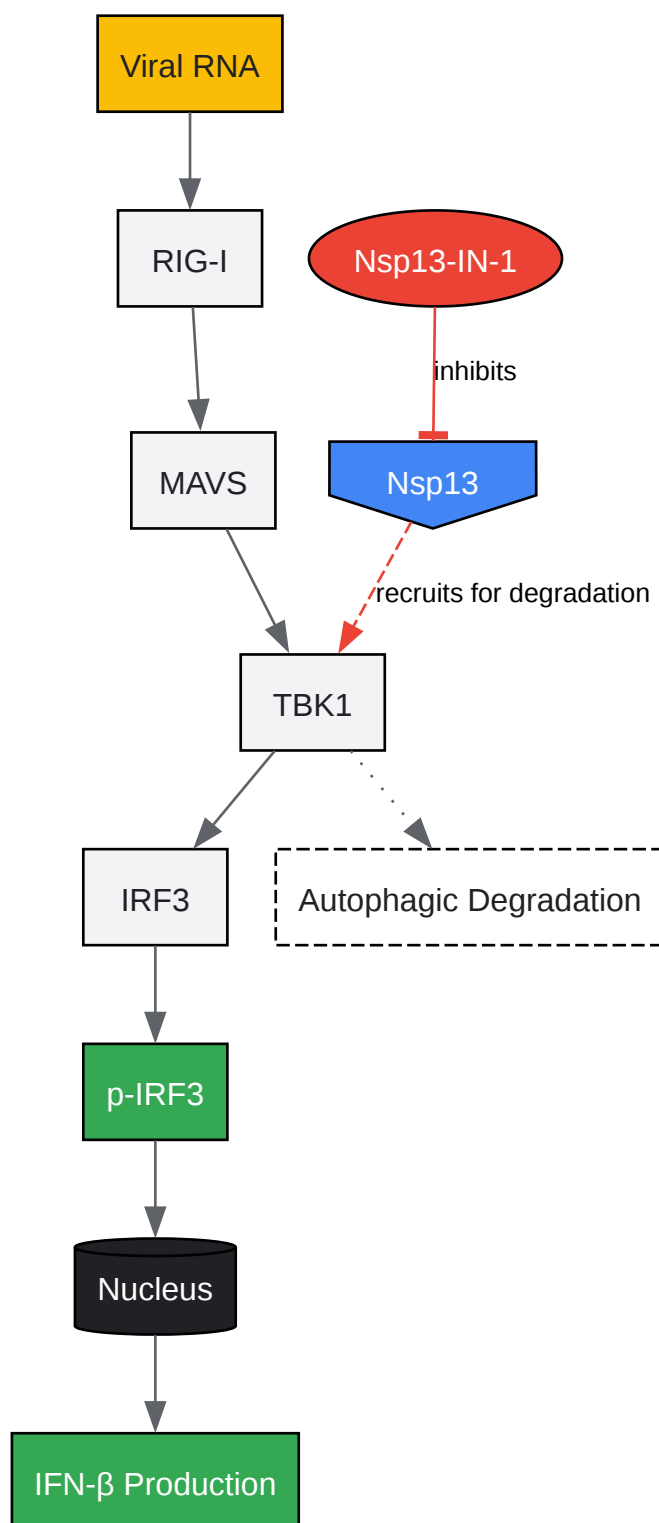 Viral RNA
RIG-I
Nsp13-IN-1
inhibits
MAVS
Nsp13
recruits for degradation
TBK1
IRF3
Autophagic Degradation
p-IRF3
Nucleus
IFN-β Production